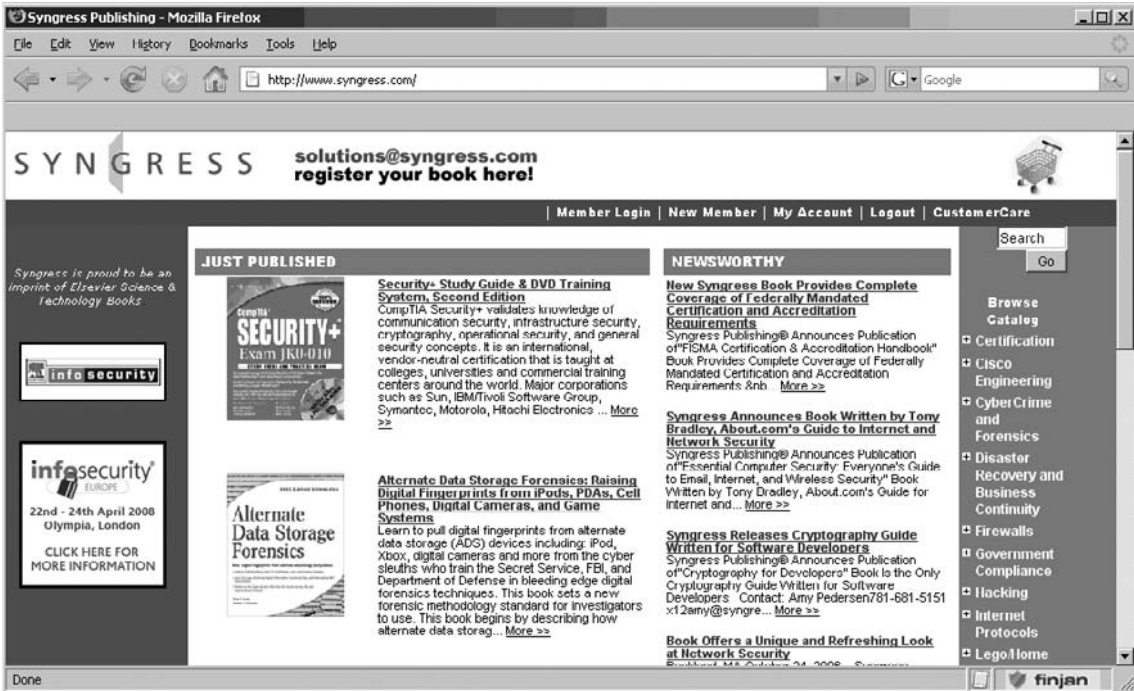 Syngress Publishing - Mozilla Firefox
File Edit View History Bookmarks Tools Help
http://www.syngress.com/
G Google
SYNGRESS
solutions@syngress.com
register your book here!
| Member Login | New Member | My Account | Logout | CustomerCare
Syngress is proud to be an
imprint of Elsevier Science &
Technology Books
info security
infosecurity®
EUROPE
22nd - 24th April 2008
Olympia, London
CLICK HERE FOR
MORE INFORMATION
JUST PUBLISHED
CompTIA
SECURITY+
Exam JK0-010
Security+ Study Guide & DVD Training
System, Second Edition
CompTIA Security+ validates knowledge of
communication security, infrastructure security,
cryptography, operational security, and general
security concepts. It is an international,
vendor-neutral certification that is taught at
colleges, universities and commercial training
centers around the world. Major corporations
such as Sun, IBM/Tivoli Software Group,
Symantec, Motorola, Hitachi Electronics ... More
>>
Alternate
Data Storage
Forensics
Alternate Data Storage Forensics: Raising
Digital Fingerprints from iPods, PDAs, Cell
Phones, Digital Cameras, and Game
Systems
Learn to pull digital fingerprints from alternate
data storage (ADS) devices including: iPod,
Xbox, digital cameras and more from the cyber
sleuths who train the Secret Service, FBI, and
Department of Defense in bleeding edge digital
forensics techniques. This book sets a new
forensic methodology standard for investigators
to use. This book begins by describing how
alternate data storag... More >>
NEWSWORTHY
New Syngress Book Provides Complete
Coverage of Federally Mandated
Certification and Accreditation
Requirements
Syngress Publishing® Announces Publication
of"FISMA Certification & Accreditation Handbook"
Book Provides Complete Coverage of Federally
Mandated Certification and Accreditation
Requirements &nb... More >>
Syngress Announces Book Written by Tony
Bradley, About.com's Guide to Internet and
Network Security
Syngress Publishing® Announces Publication
of"Essential Computer Security: Everyone's Guide
to Email, Internet, and Wireless Security" Book
Written by Tony Bradley, About.com's Guide for
Internet and... More >>
Syngress Releases Cryptography Guide
Written for Software Developers
Syngress Publishing® Announces Publication
of"Cryptography for Developers" Book Is the Only
Cryptography Guide Written for Software
Developers Contact: Amy Pedersen781-681-5151
x12amy@syngre... More >>
Book Offers a Unique and Refreshing Look
at Network Security
Search
Go
Browse
Catalog
Certification
Cisco
Engineering
CyberCrime
and
Forensics
Disaster
Recovery and
Business
Continuity
Firewalls
Government
Compliance
Hacking
Internet
Protocols
Lego/Home
Done
finjan